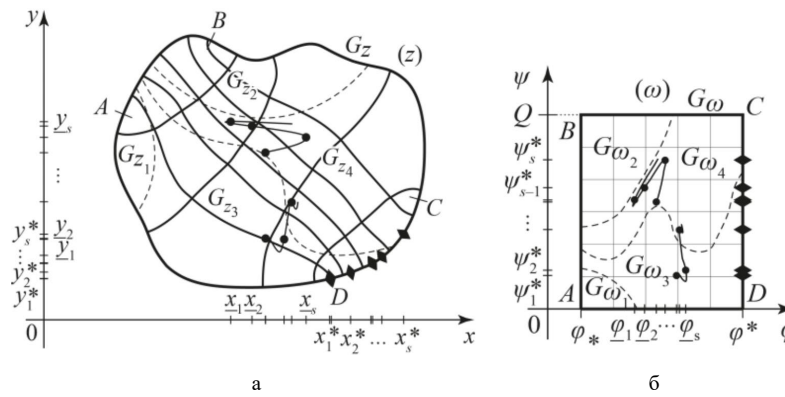 y
B
G_z
(z)
G_{z_2}
A
y_s
G_{z_1}
G_{z_4}
...
G_{z_3}
C
y_s^* y_2
... y_1
y_2^*
y_1^*
D
x_1 x_2 x_s
0
x_1^* x_2^* ... x_s^*
x
а
ψ
(ω)
G_ω
Q
B
C
ψ_s^*
G_{ω_2}
G_{ω_4}
ψ_{s-1}^*
...
ψ_2^*
G_{ω_3}
ψ_1^*
A
G_{ω_1}
D
0
φ_* φ_1 φ_2 ... φ_s φ^*
б